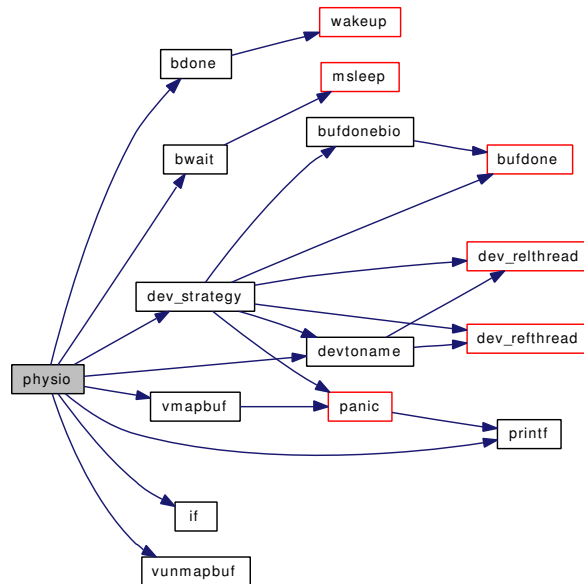 wakeup
bdone
msleep
bufdonebio
bwait
bufdone
dev_relthread
dev_strategy
dev_refthread
devtoname
physio
vmapbuf
panic
printf
if
vunmapbuf